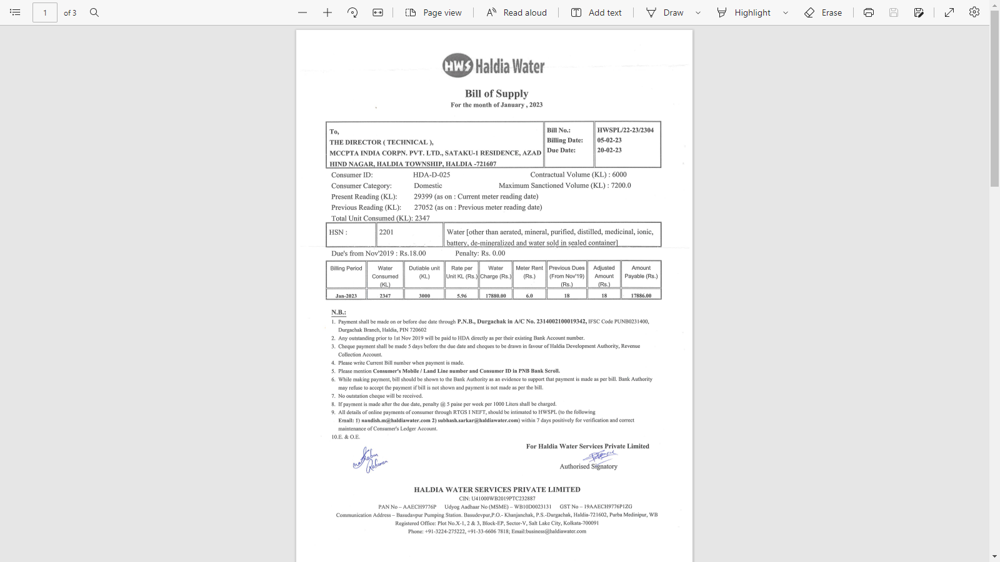 1 of 3 Page view Read aloud Add text Draw Highlight Erase
HWS Haldia Water
Bill of Supply
For the month of January , 2023
To,
THE DIRECTOR ( TECHNICAL ),
MCCPTA INDIA CORPN. PVT. LTD., SATAKU-1 RESIDENCE, AZAD
HIND NAGAR, HALDIA TOWNSHIP, HALDIA -721607
Bill No.: HWSPL/22-23/2304
Billing Date: 05-02-23
Due Date: 20-02-23
Consumer ID: HDA-D-025 Contractual Volume (KL) : 6000
Consumer Category: Domestic Maximum Sanctioned Volume (KL) : 7200.0
Present Reading (KL): 29399 (as on : Current meter reading date)
Previous Reading (KL): 27052 (as on : Previous meter reading date)
Total Unit Consumed (KL): 2347
HSN : 2201 Water [other than aerated, mineral, purified, distilled, medicinal, ionic,
battery, de-mineralized and water sold in sealed container]
Due's from Nov'2019 : Rs.18.00 Penalty: Rs. 0.00
Billing Period Water Dutiable unit Rate per Water Meter Rent Previous Dues Adjusted Amount
Consumed (KL) Unit KL (Rs.) Charge (Rs.) (Rs.) (From Nov'19) Amount Payable (Rs.)
(KL) (Rs.) (Rs.)
Jan-2023 2347 3000 5.96 17880.00 6.0 18 18 17886.00
N.B.:
1. Payment shall be made on or before due date through P.N.B., Durgachak in A/C No. 2314002100019342, IFSC Code PUNB0231400,
Durgachak Branch, Haldia, PIN 720602
2. Any outstanding prior to 1st Nov 2019 will be paid to HDA directly as per their existing Bank Account number.
3. Cheque payment shall be made 5 days before the due date and cheques to be drawn in favour of Haldia Development Authority, Revenue
Collection Account.
4. Please write Current Bill number when payment is made.
5. Please mention Consumer's Mobile / Land Line number and Consumer ID in PNB Bank Scroll.
6. While making payment, bill should be shown to the Bank Authority as an evidence to support that payment is made as per bill. Bank Authority
may refuse to accept the payment if bill is not shown and payment is not made as per the bill.
7. No outstation cheque will be received.
8. If payment is made after the due date, penalty @ 5 paise per week per 1000 Liters shall be charged.
9. All details of online payments of consumer through RTGS I NEFT, should be intimated to HWSPL (to the following
Email: 1) nandish.m@haldiawater.com 2) subhash.sarkar@haldiawater.com) within 7 days positively for verification and correct
maintenance of Consumer's Ledger Account.
10.E. & O.E.
For Haldia Water Services Private Limited
Rahaman
Authorised Signatory
HALDIA WATER SERVICES PRIVATE LIMITED
CIN: U41000WB2019PTC232887
PAN No – AAECH9776P Udyog Aadhaar No (MSME) – WB10D0023131 GST No – 19AAECH9776P1ZG
Communication Address – Basudavpur Pumping Station. Basudevpur,P.O.- Khanjanchak, P.S.-Durgachak, Haldia-721602, Purba Medinipur, WB
Registered Office: Plot No.X-1, 2 & 3, Block-EP, Sector-V, Salt Lake City, Kolkata-700091
Phone: +91-3224-275222, +91-33-6606 7818; Email:business@haldiawater.com